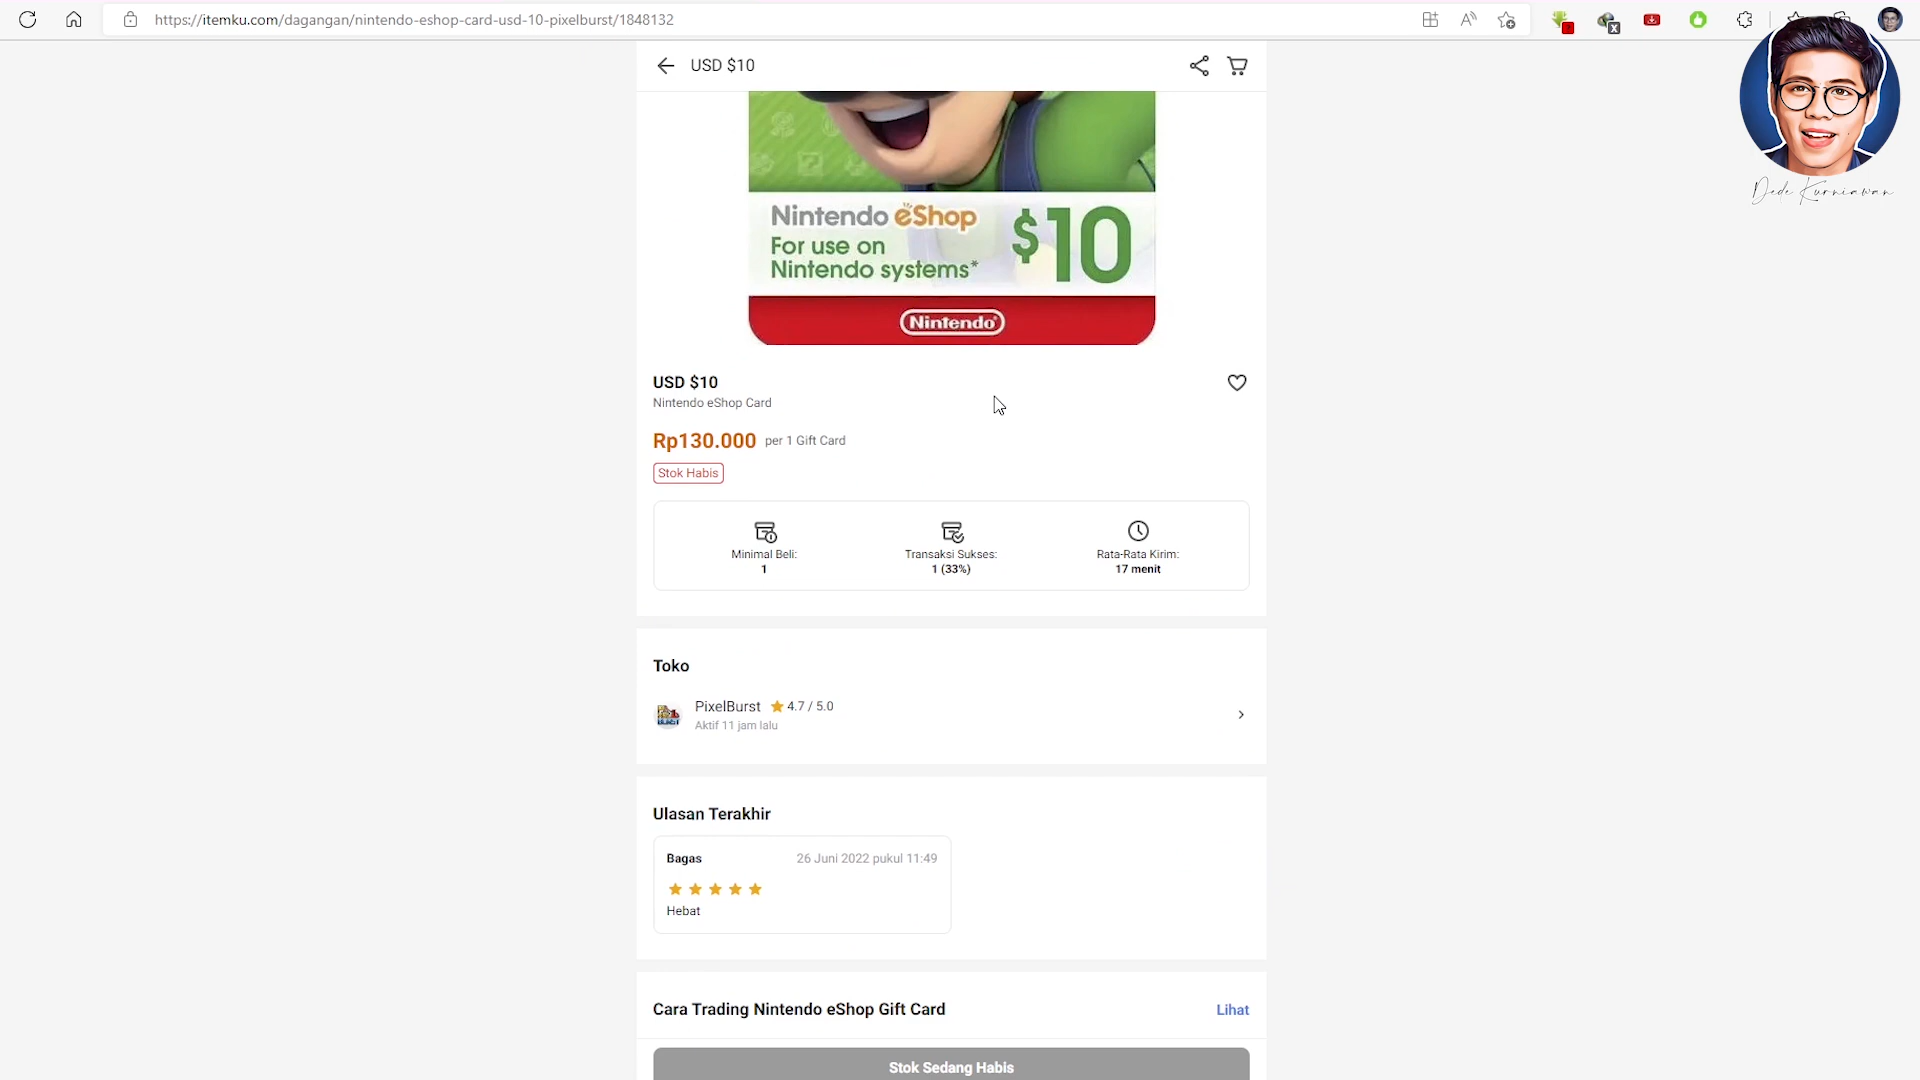 https://itemku.com/dagangan/nintendo-eshop-card-usd-10-pixelburst/1848132
USD $10
Nintendo eShop
For use on
Nintendo systems*
$10
Nintendo
USD $10
Nintendo eShop Card
Rp130.000 per 1 Gift Card
Stok Habis
Minimal Beli:
1
Transaksi Sukses:
1 (33%)
Rata-Rata Kirim:
17 menit
Toko
PixelBurst 4.7 / 5.0
Aktif 11 jam lalu
Ulasan Terakhir
Bagas 26 Juni 2022 pukul 11:49
Hebat
Cara Trading Nintendo eShop Gift Card Lihat
Stok Sedang Habis
Dede Kurniawan